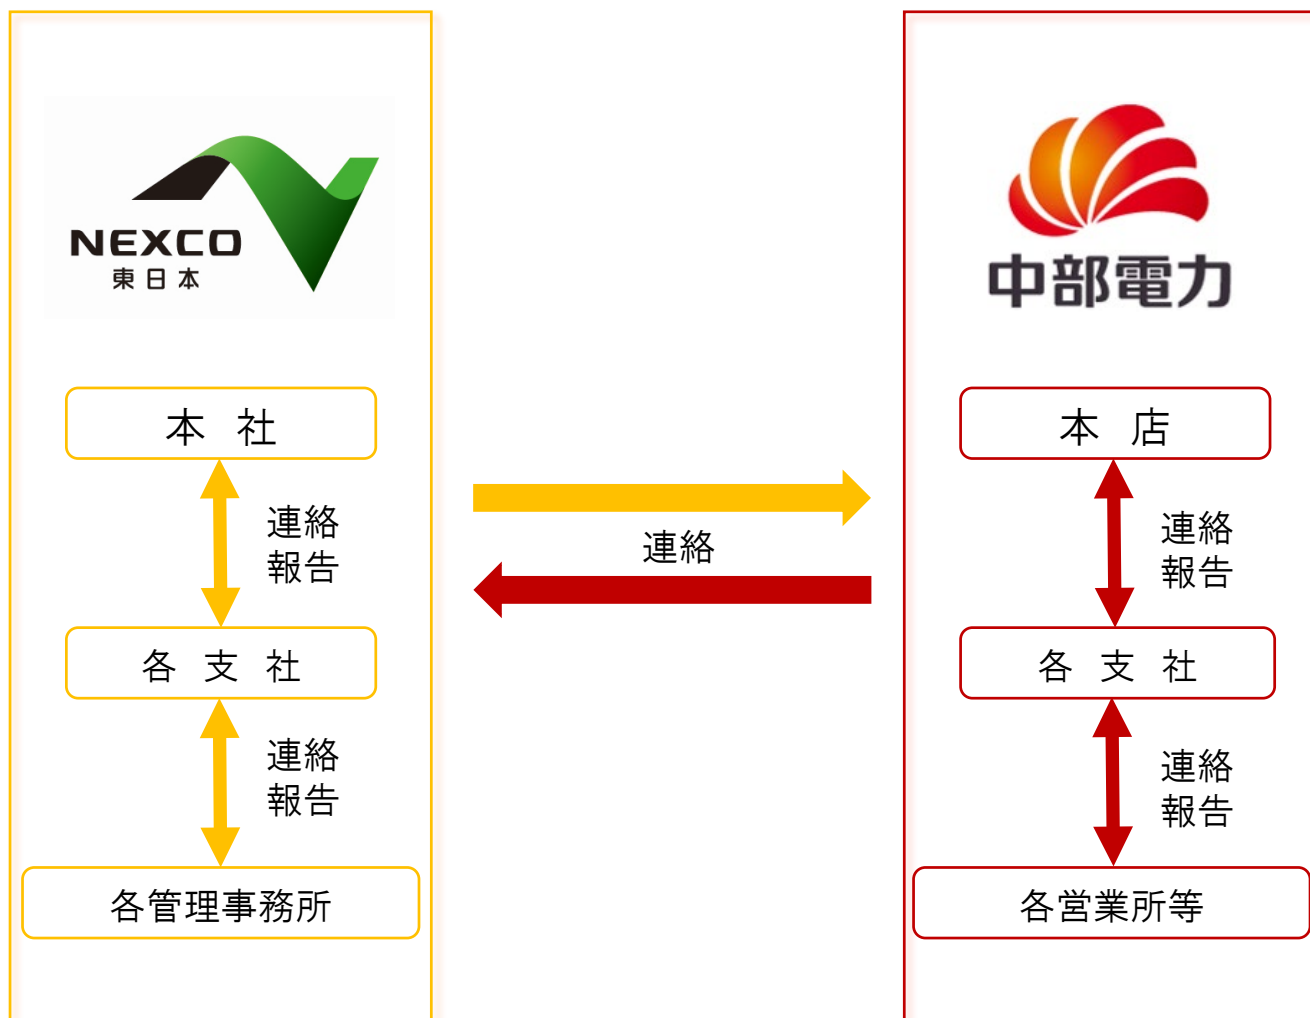 NEXCO
東日本
本 社
連絡
報告
各 支 社
連絡
報告
各管理事務所
連絡
中部電力
本 店
連絡
報告
各 支 社
連絡
報告
各営業所等